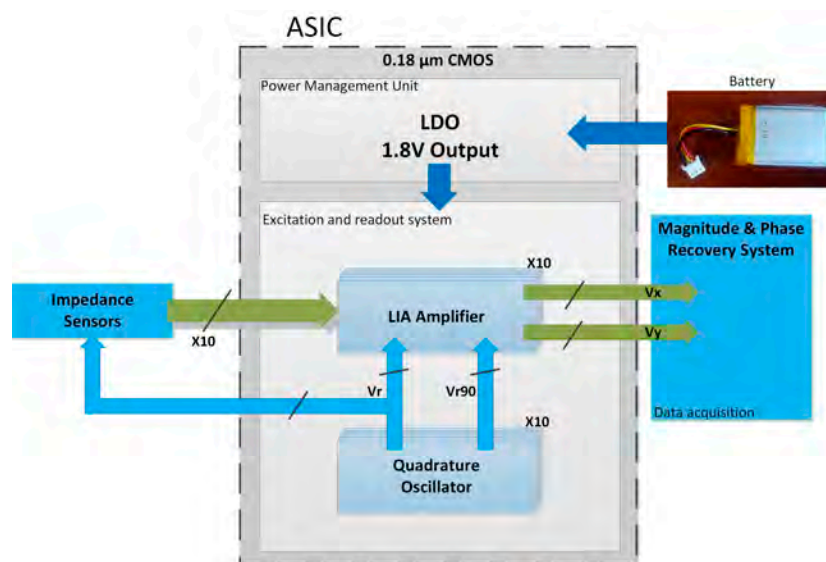 ASIC
0.18 µm CMOS
Power Management Unit
Battery
LDO
1.8V Output
Excitation and readout system
Magnitude & Phase
Recovery System
X10
Impedance
Sensors
LIA Amplifier
Vx
X10
Vy
Vr
Vr90
Data acquisition
X10
Quadrature
Oscillator